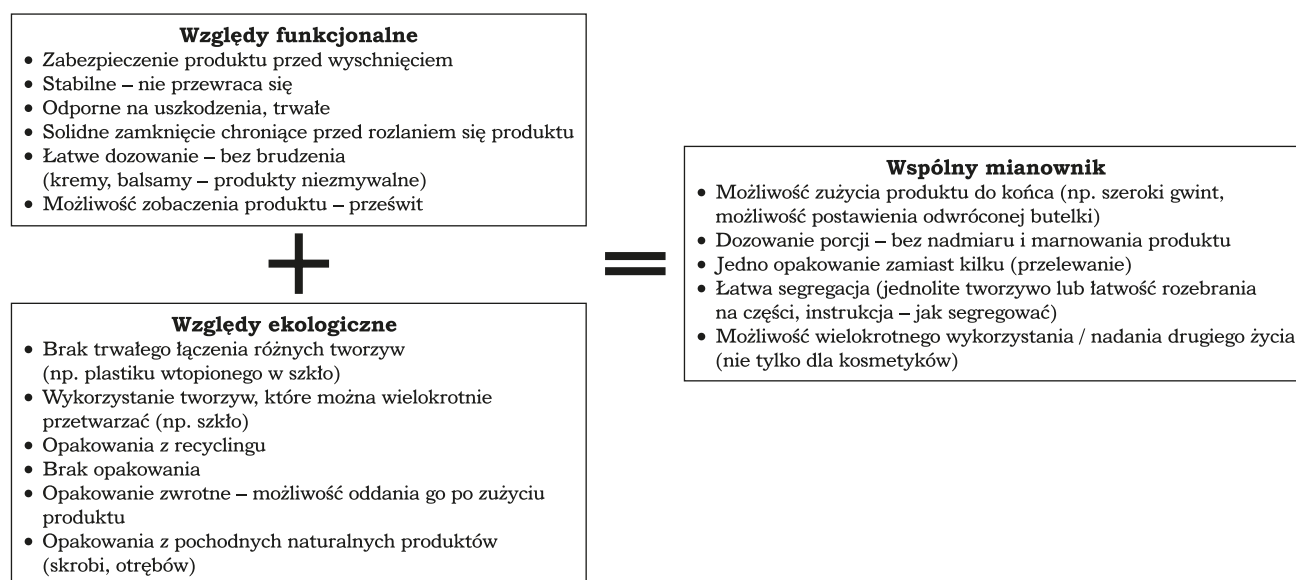 Względy funkcjonalne
• Zabezpieczenie produktu przed wyschnięciem
• Stabilne – nie przewraca się
• Odporne na uszkodzenia, trwałe
• Solidne zamknięcie chroniące przed rozlaniem się produktu
• Łatwe dozowanie – bez brudzenia
(kremy, balsamy – produkty niezmywalne)
• Możliwość zobaczenia produktu – prześwit
+
Względy ekologiczne
• Brak trwałego łączenia różnych tworzyw
(np. plastiku wtopionego w szkło)
• Wykorzystanie tworzyw, które można wielokrotnie
przetwarzać (np. szkło)
• Opakowania z recyclingu
• Brak opakowania
• Opakowanie zwrotne – możliwość oddania go po zużyciu
produktu
• Opakowania z pochodnych naturalnych produktów
(skrobi, otrębów)
=
Wspólny mianownik
• Możliwość zużycia produktu do końca (np. szeroki gwint,
możliwość postawienia odwróconej butelki)
• Dozowanie porcji – bez nadmiaru i marnowania produktu
• Jedno opakowanie zamiast kilku (przelewanie)
• Łatwa segregacja (jednolite tworzywo lub łatwość rozebrania
na części, instrukcja – jak segregować)
• Możliwość wielokrotnego wykorzystania / nadania drugiego życia
(nie tylko dla kosmetyków)